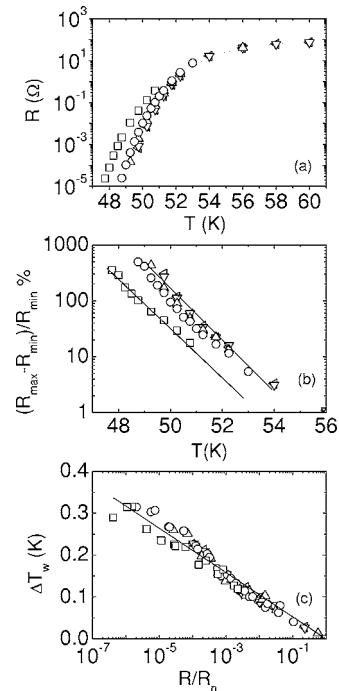 10³
10¹
10⁻¹
10⁻³
10⁻⁵
R (Ω)
(a)
48 50 52 54 56 58 60
T (K)
1000
100
10
1
(R_max-R_min)/R_min %
(b)
48 50 52 54 56
T(K)
0.4
0.3
0.2
0.1
0.0
ΔT_w (K)
(c)
10⁻⁷ 10⁻⁵ 10⁻³ 10⁻¹
R/R_n